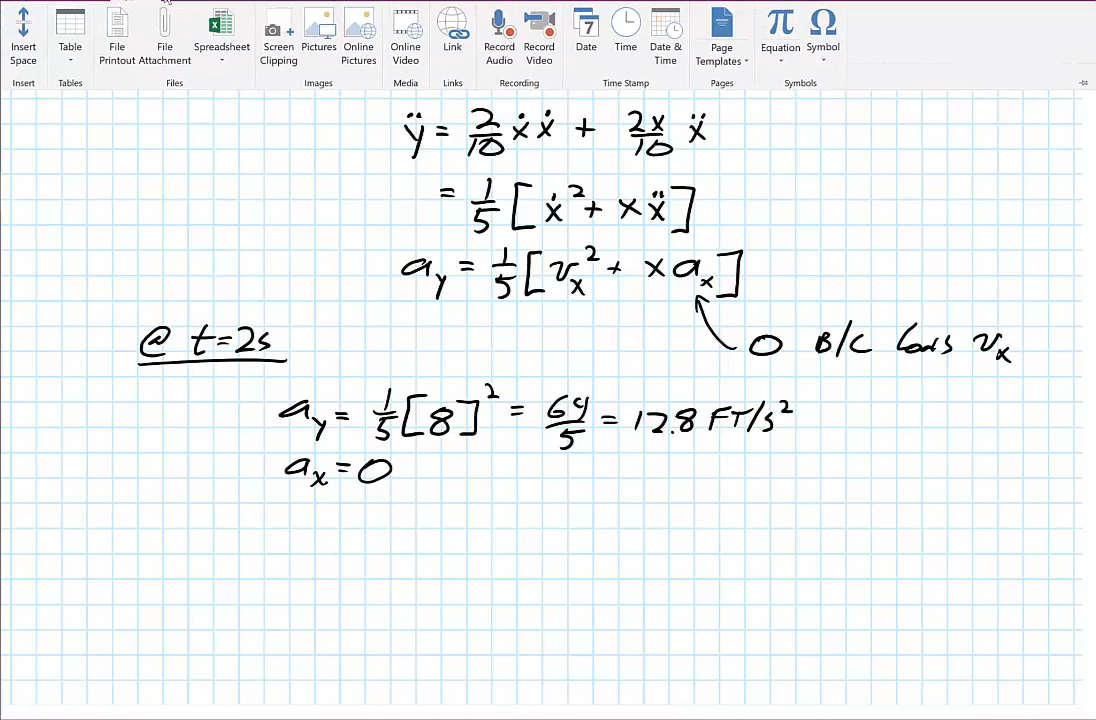 Insert Space
Table
File Printout
File Attachment
Spreadsheet
Screen Clipping
Pictures
Online Pictures
Online Video
Link
Record Audio
Record Video
Date
Time
Date & Time
Page Templates
Equation
Symbol
Insert
Tables
Files
Images
Media
Links
Recording
Time Stamp
Pages
Symbols
ÿ = 2/10 ẋẋ + 2x/10 ẍ
= 1/5 [ẋ² + xẍ]
a_y = 1/5 [v_x² + x a_x]
@ t=2s
0 B/C v_x
a_y = 1/5 [8]² = 64/5 = 12.8 FT/s²
a_x = 0